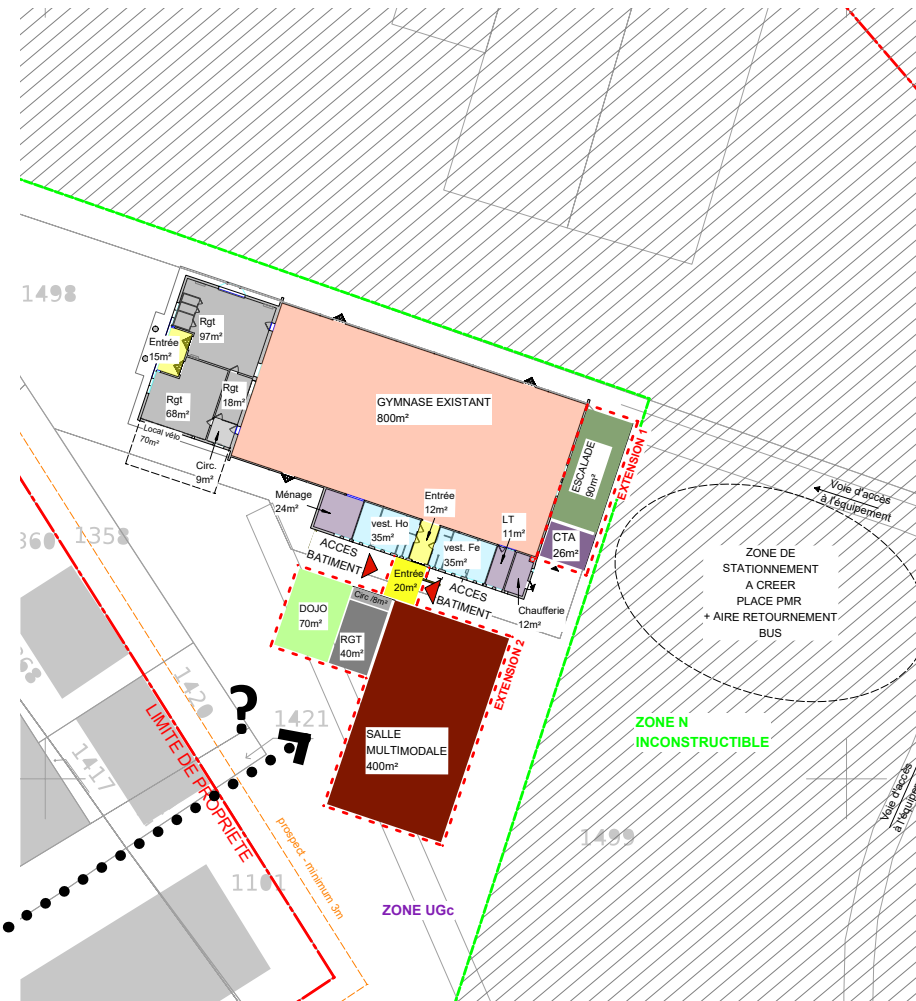 1498
Rgt
97m²
Entrée
15m²
Rgt
68m²
Rgt
18m²
Local vélo
70m²
Circ.
9m²
GYMNASE EXISTANT
800m²
ESCALADE
90m²
EXTENSION 1
CTA
26m²
Voie d'accès
à l'équipement
Ménage
24m²
vest. Ho
35m²
Entrée
12m²
vest. Fe
35m²
LT
11m²
Chaufferie
12m²
ACCES
BATIMENT
Entrée
20m²
ACCES
BATIMENT
ZONE DE
STATIONNEMENT
A CREER
PLACE PMR
+ AIRE RETOURNEMENT
BUS
1358
DOJO
70m²
Circ./8m²
RGT
40m²
EXTENSION 2
SALLE
MULTIMODALE
400m²
1420
?
1421
1417
LIMITE DE PROPRIETE
prospect - minimum 3m
1101
ZONE N
INCONSTRUCTIBLE
1499
Voie d'accès
à l'équipem
ZONE UGc